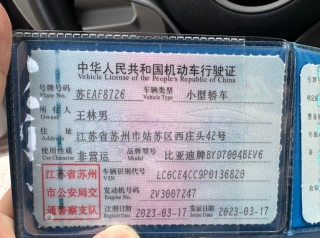 中华人民共和国机动车行驶证
Vehicle License of the People's Republic of China
号牌号码 苏EAF8726 车辆类型 小型轿车
Plate No. Vehicle Type
所有人 王林男
Owner
住址 江苏省苏州市姑苏区西庄头42号
Address
使用性质 非营运 品牌型号 比亚迪牌BYD7004BEV6
Use Character Model
江苏省苏 车辆识别代号 LC0CE4CC9P0136820
VIN
州市公安局交 发动机号码 2V3007247
Engine No.
通警察支队 注册日期 2023-03-17 发证日期 2023-03-17
Register Date Issue Date